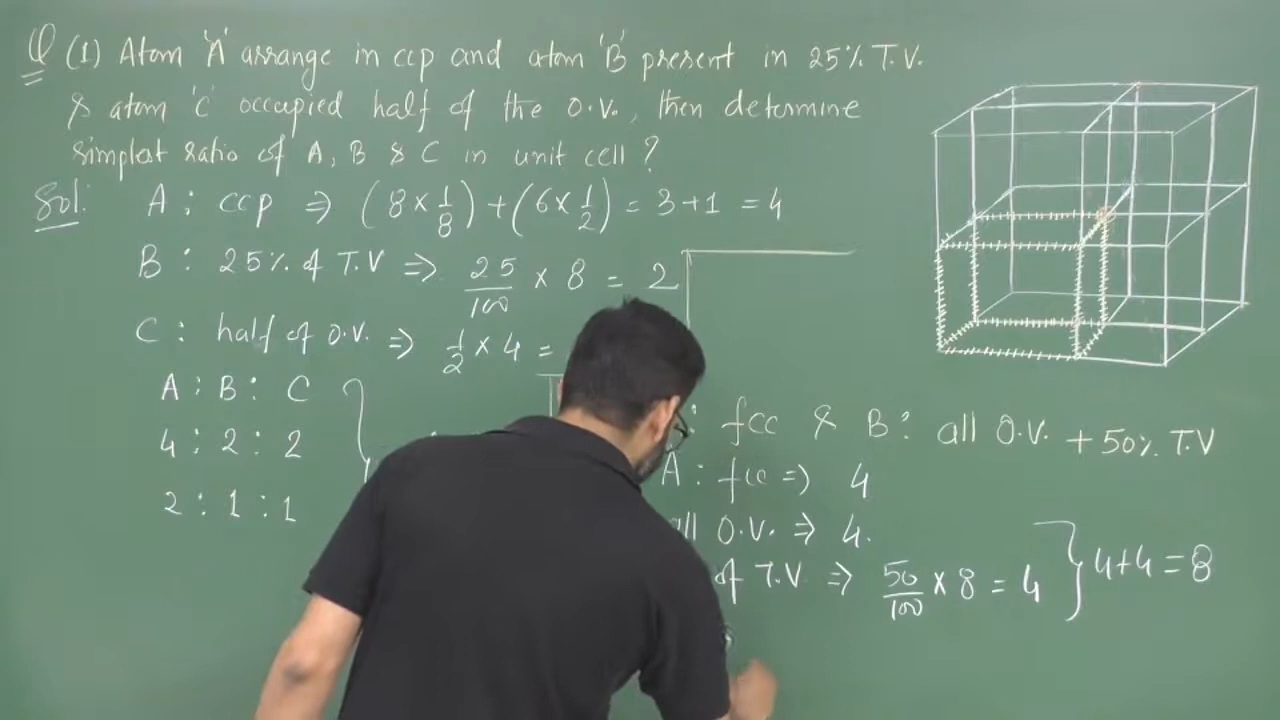 Q (1) Atom 'A' arrange in ccp and atom 'B' present in 25% T.V.
& atom 'C' occupied half of the O.V., then determine
simplest ratio of A, B & C in unit cell ?
Sol: A : ccp ⇒ (8 × 1/8) + (6 × 1/2) = 3 + 1 = 4
B : 25% of T.V ⇒ 25/100 × 8 = 2
C : half of O.V. ⇒ 1/2 × 4 =
A : B : C
4 : 2 : 2
2 : 1 : 1
: fcc & B : all O.V. + 50% T.V
A : fcc ⇒ 4
all O.V. ⇒ 4.
of T.V ⇒ 50/100 × 8 = 4 } 4+4 = 8